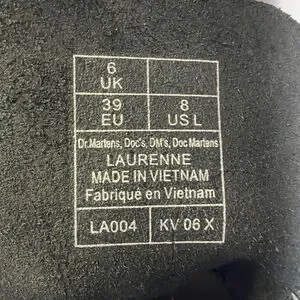 6
UK
39 8
EU US L
Dr.Martens, Doc's, DM's, Doc Martens
LAURENNE
MADE IN VIETNAM
Fabriqué en Vietnam
LA004 KV 06 X